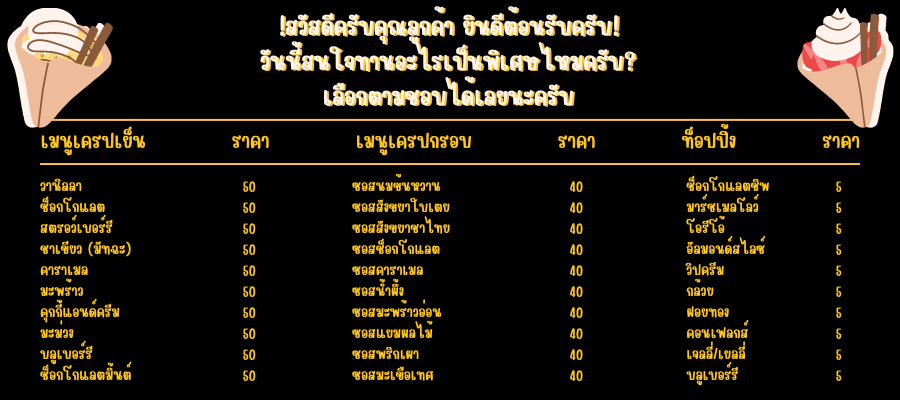 !สวัสดีครับคุณลูกค้า ยินดีต้อนรับครับ!
วันนี้สนใจทานอะไรเป็นพิเศษไหมครับ?
เลือกตามชอบได้เลยนะครับ
เมนูเครปเย็น ราคา เมนูเครปกรอบ ราคา ท็อปปิ้ง ราคา
วานิลลา 50 ซอสนมข้นหวาน 40 ช็อกโกแลตชิพ 5
ช็อกโกแลต 50 ซอสสังขยาใบเตย 40 มาร์ชเมลโลว์ 5
สตรอว์เบอร์รี 50 ซอสสังขยาชาไทย 40 โอรีโอ้ 5
ชาเขียว (มัทฉะ) 50 ซอสช็อกโกแลต 40 อัลมอนด์สไลซ์ 5
คาราเมล 50 ซอสคาราเมล 40 วิปครีม 5
มะพร้าว 50 ซอสน้ำผึ้ง 40 กล้วย 5
คุกกี้แอนด์ครีม 50 ซอสมะพร้าวอ่อน 40 ฝอยทอง 5
มะม่วง 50 ซอสแยมผลไม้ 40 คอนเฟลกส์ 5
บลูเบอร์รี 50 ซอสพริกเผา 40 เจลลี่/เยลลี่ 5
ช็อกโกแลตมิ้นต์ 50 ซอสมะเขือเทศ 40 บลูเบอร์รี 5